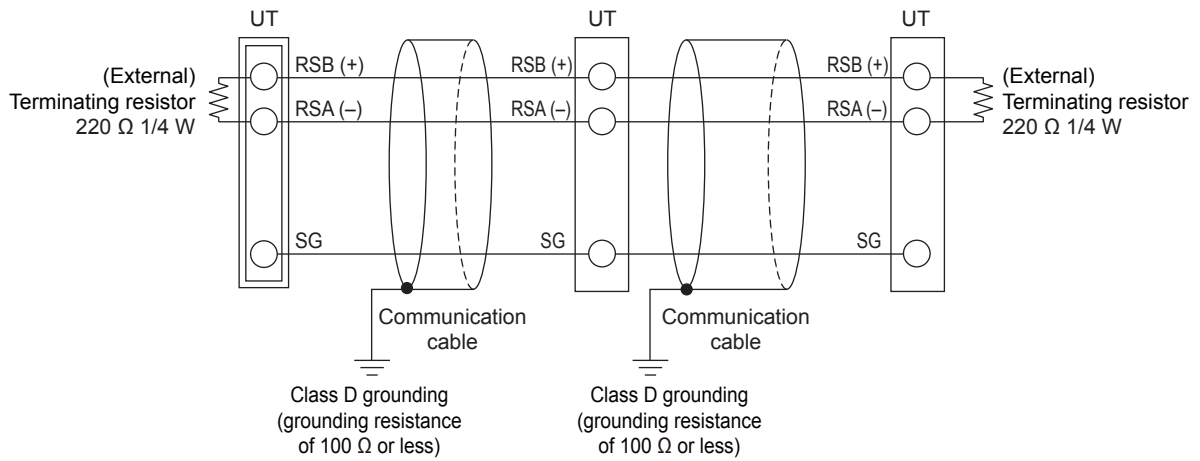 UT
UT
UT
(External)
Terminating resistor
220 Ω 1/4 W
RSB (+)
RSA (–)
SG
RSB (+)
RSA (–)
SG
RSB (+)
RSA (–)
SG
(External)
Terminating resistor
220 Ω 1/4 W
Communication
cable
Communication
cable
Class D grounding
(grounding resistance
of 100 Ω or less)
Class D grounding
(grounding resistance
of 100 Ω or less)